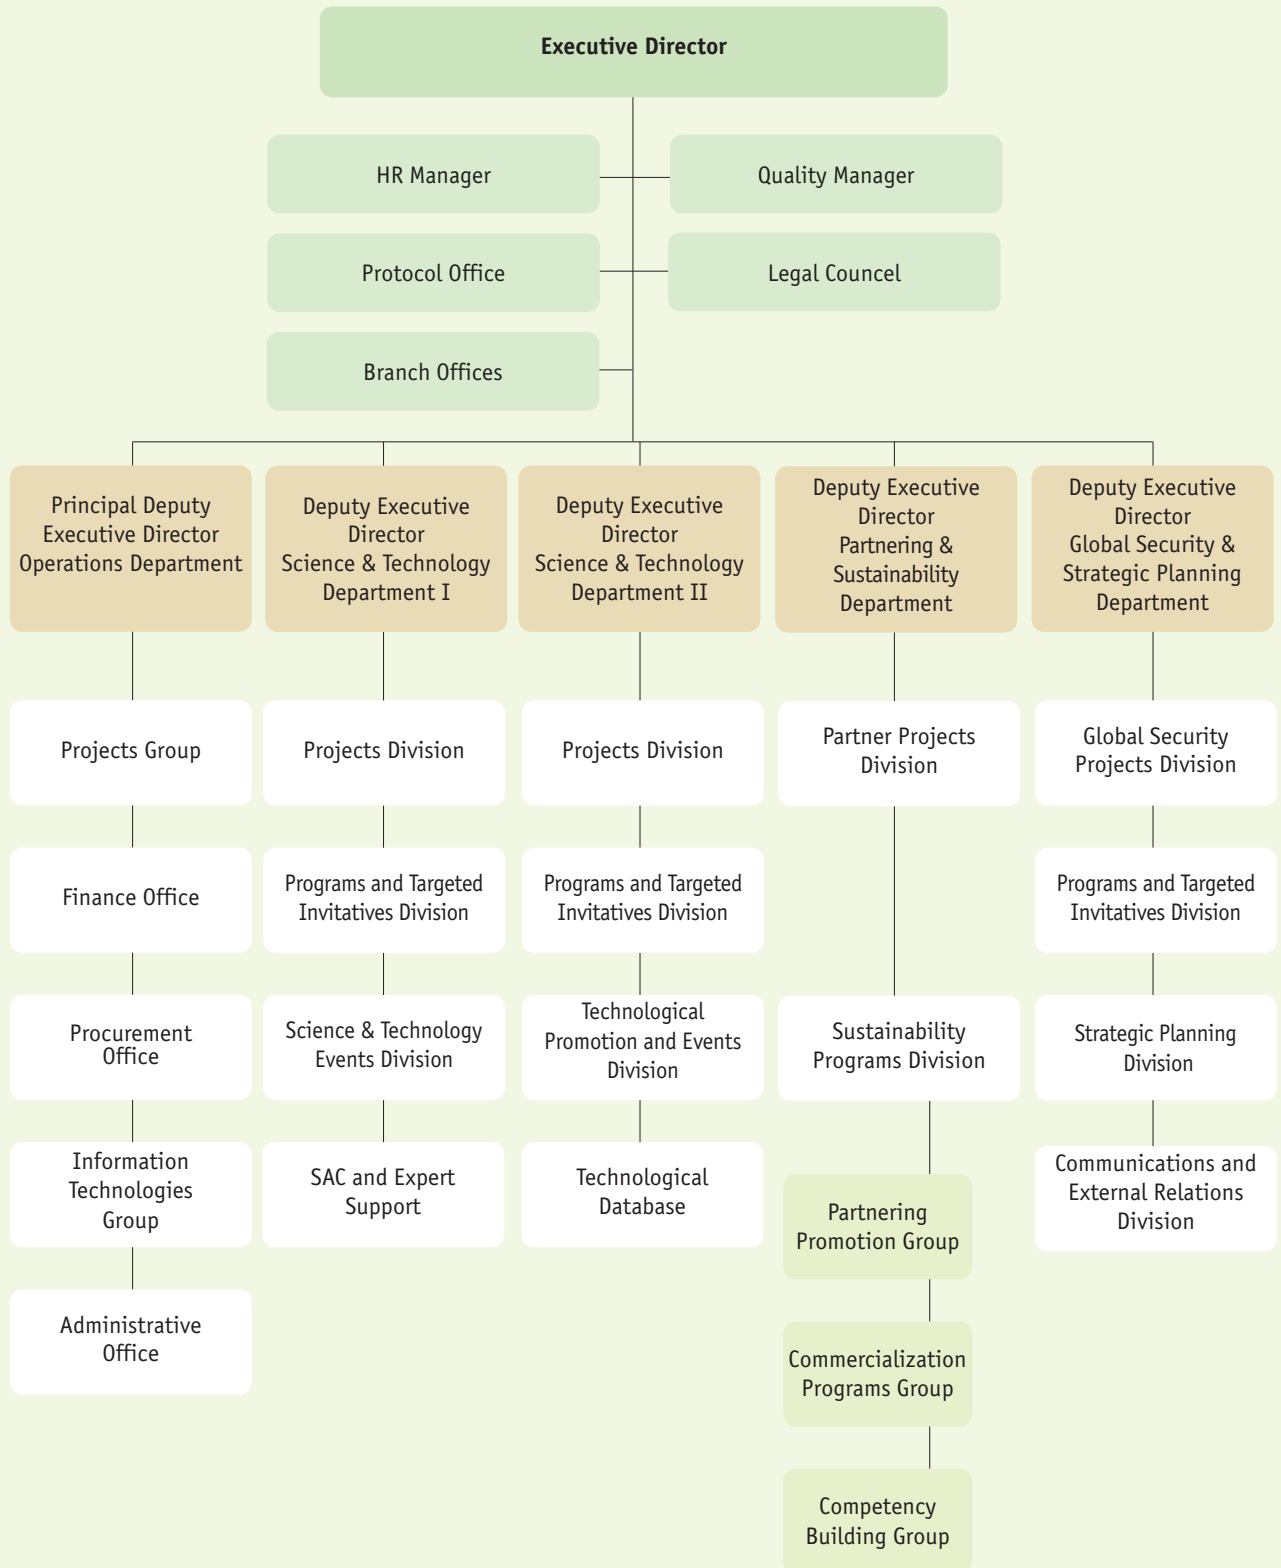 Executive Director
HR Manager
Quality Manager
Protocol Office
Legal Councel
Branch Offices
Principal Deputy
Executive Director
Operations Department
Deputy Executive
Director
Science & Technology
Department I
Deputy Executive
Director
Science & Technology
Department II
Deputy Executive
Director
Partnering &
Sustainability
Department
Deputy Executive
Director
Global Security &
Strategic Planning
Department
Projects Group
Projects Division
Projects Division
Partner Projects
Division
Global Security
Projects Division
Finance Office
Programs and Targeted
Invitatives Division
Programs and Targeted
Invitatives Division
Programs and Targeted
Invitatives Division
Procurement
Office
Science & Technology
Events Division
Technological
Promotion and Events
Division
Sustainability
Programs Division
Strategic Planning
Division
Information
Technologies
Group
SAC and Expert
Support
Technological
Database
Partnering
Promotion Group
Communications and
External Relations
Division
Administrative
Office
Commercialization
Programs Group
Competency
Building Group